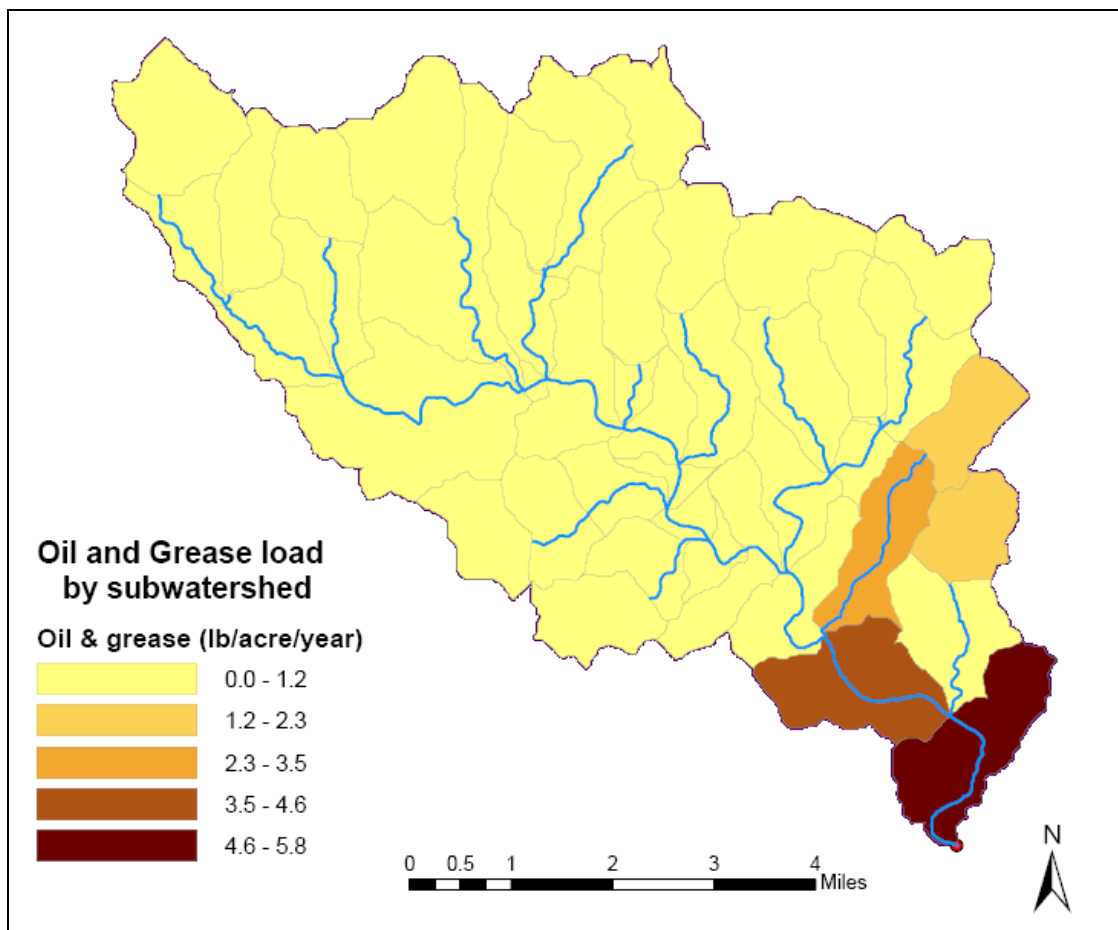 Oil and Grease load
by subwatershed
Oil & grease (lb/acre/year)
0.0 - 1.2
1.2 - 2.3
2.3 - 3.5
3.5 - 4.6
4.6 - 5.8
0 0.5 1 2 3 4
Miles
N